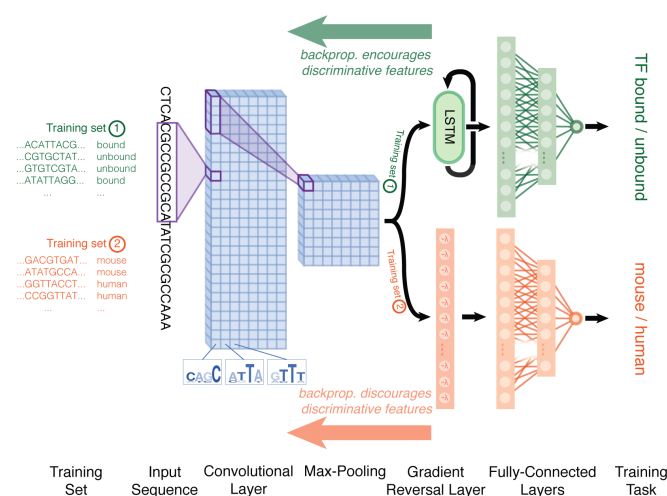 backprop. encourages
discriminative features
TF bound / unbound
LSTM
Training set 1
...ACATTACG... bound
...CGTGCTAT... unbound
...GTGTCGTA... unbound
...ATATTAGG... bound
... ...
CTCACGCCGCCGCATATCGCGCCAAA
Training set 1
Training set 2
...GACGTGAT... mouse
...ATATGCCA... mouse
...GGTTACCT... human
...CCGGTTAT... human
... ...
Training set 2
mouse / human
CAGC ATTA GTTT
backprop. discourages
discriminative features
Training Set
Input Sequence
Convolutional Layer
Max-Pooling
Gradient Reversal Layer
Fully-Connected Layers
Training Task